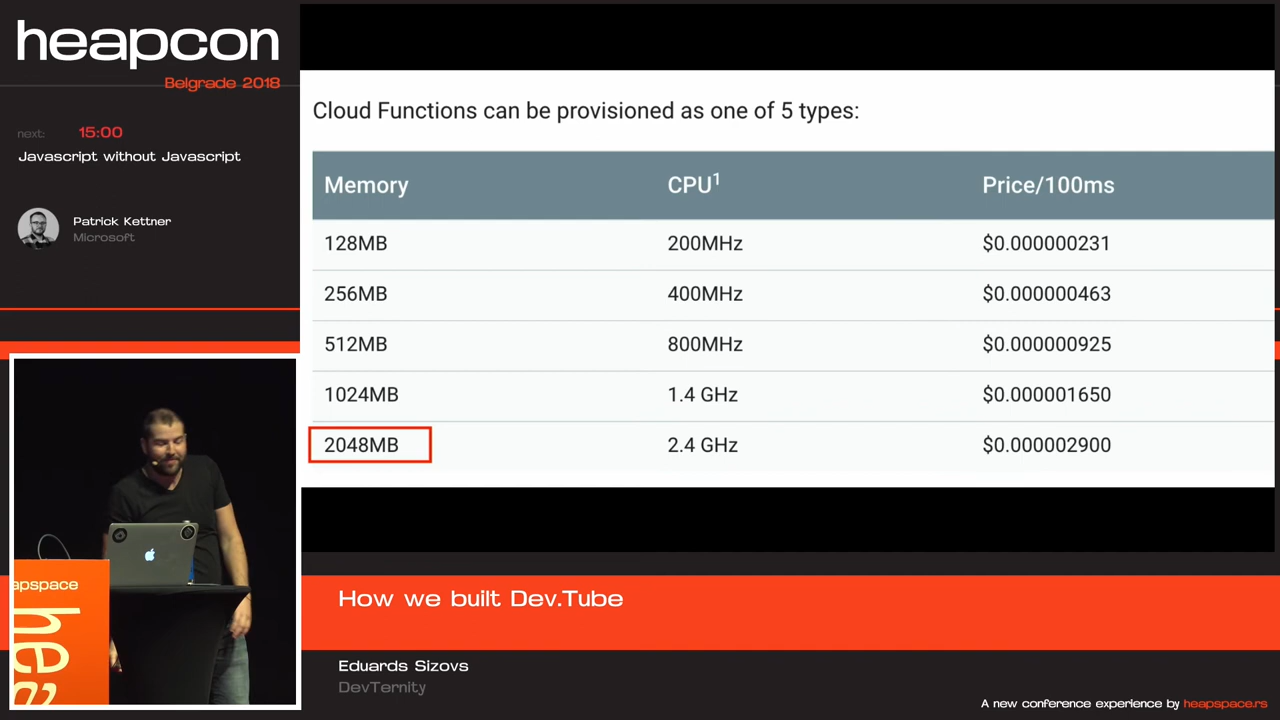 heapcon
Belgrade 2018
next: 15:00
Javascript without Javascript
Patrick Kettner
Microsoft
Cloud Functions can be provisioned as one of 5 types:
Memory CPU1 Price/100ms
128MB 200MHz $0.000000231
256MB 400MHz $0.000000463
512MB 800MHz $0.000000925
1024MB 1.4 GHz $0.000001650
2048MB 2.4 GHz $0.000002900
apspace
hea
How we built Dev.Tube
Eduards Sizovs
DevTernity
A new conference experience by heapspace.rs